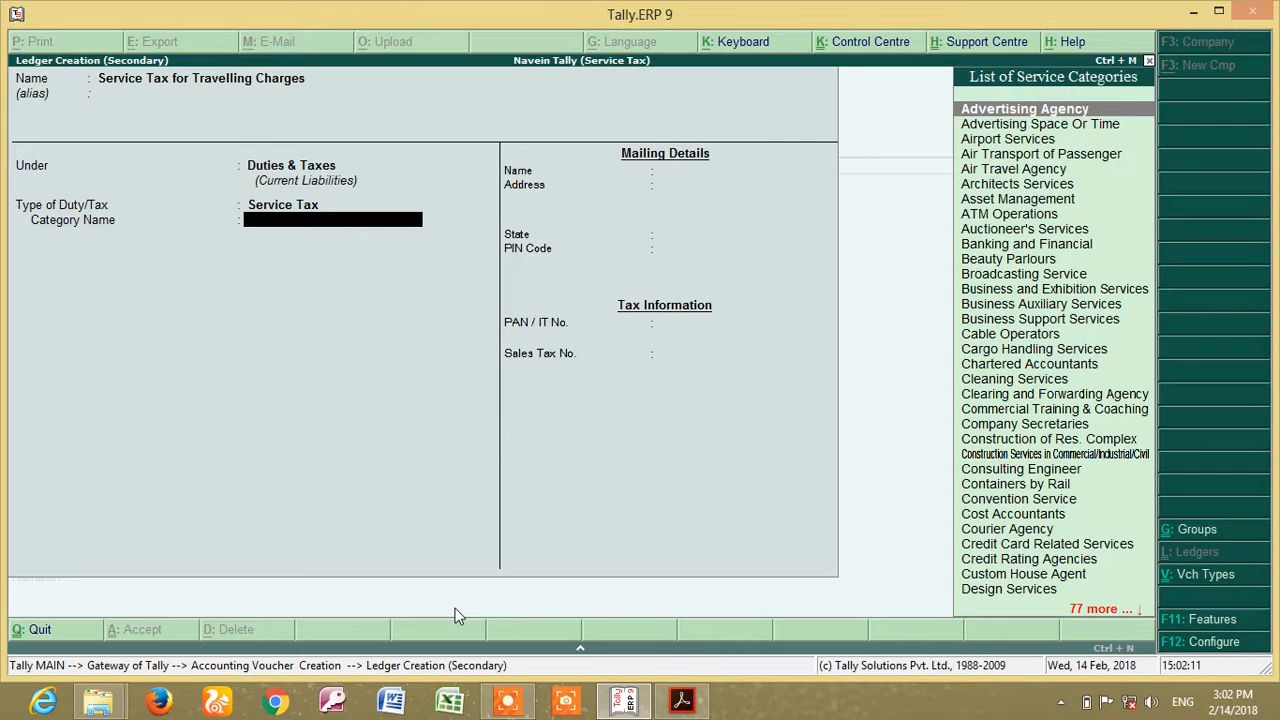 Tally.ERP 9
P: Print
E: Export
M: E-Mail
O: Upload
G: Language
K: Keyboard
K: Control Centre
H: Support Centre
H: Help
F3: Company
Ledger Creation (Secondary)
Navein Tally (Service Tax)
Ctrl + M
F3: New Cmp
Name : Service Tax for Travelling Charges
(alias) :
Under : Duties & Taxes
(Current Liabilities)
Type of Duty/Tax : Service Tax
Category Name :
Mailing Details
Name :
Address :
State :
PIN Code :
Tax Information
PAN / IT No. :
Sales Tax No. :
List of Service Categories
Advertising Agency
Advertising Space Or Time
Airport Services
Air Transport of Passenger
Air Travel Agency
Architects Services
Asset Management
ATM Operations
Auctioneer's Services
Banking and Financial
Beauty Parlours
Broadcasting Service
Business and Exhibition Services
Business Auxiliary Services
Business Support Services
Cable Operators
Cargo Handling Services
Chartered Accountants
Cleaning Services
Clearing and Forwarding Agency
Commercial Training & Coaching
Company Secretaries
Construction of Res. Complex
Construction Services in Commercial/Industrial/Civil
Consulting Engineer
Containers by Rail
Convention Service
Cost Accountants
Courier Agency
Credit Card Related Services
Credit Rating Agencies
Custom House Agent
Design Services
77 more ... ↓
G: Groups
L: Ledgers
V: Vch Types
F11: Features
F12: Configure
Narration
Q: Quit
A: Accept
D: Delete
Ctrl + N
Tally MAIN --> Gateway of Tally --> Accounting Voucher Creation --> Ledger Creation (Secondary)
(c) Tally Solutions Pvt. Ltd., 1988-2009
Wed, 14 Feb, 2018
15:02:11
Tally ERP 9
ENG
3:02 PM
2/14/2018